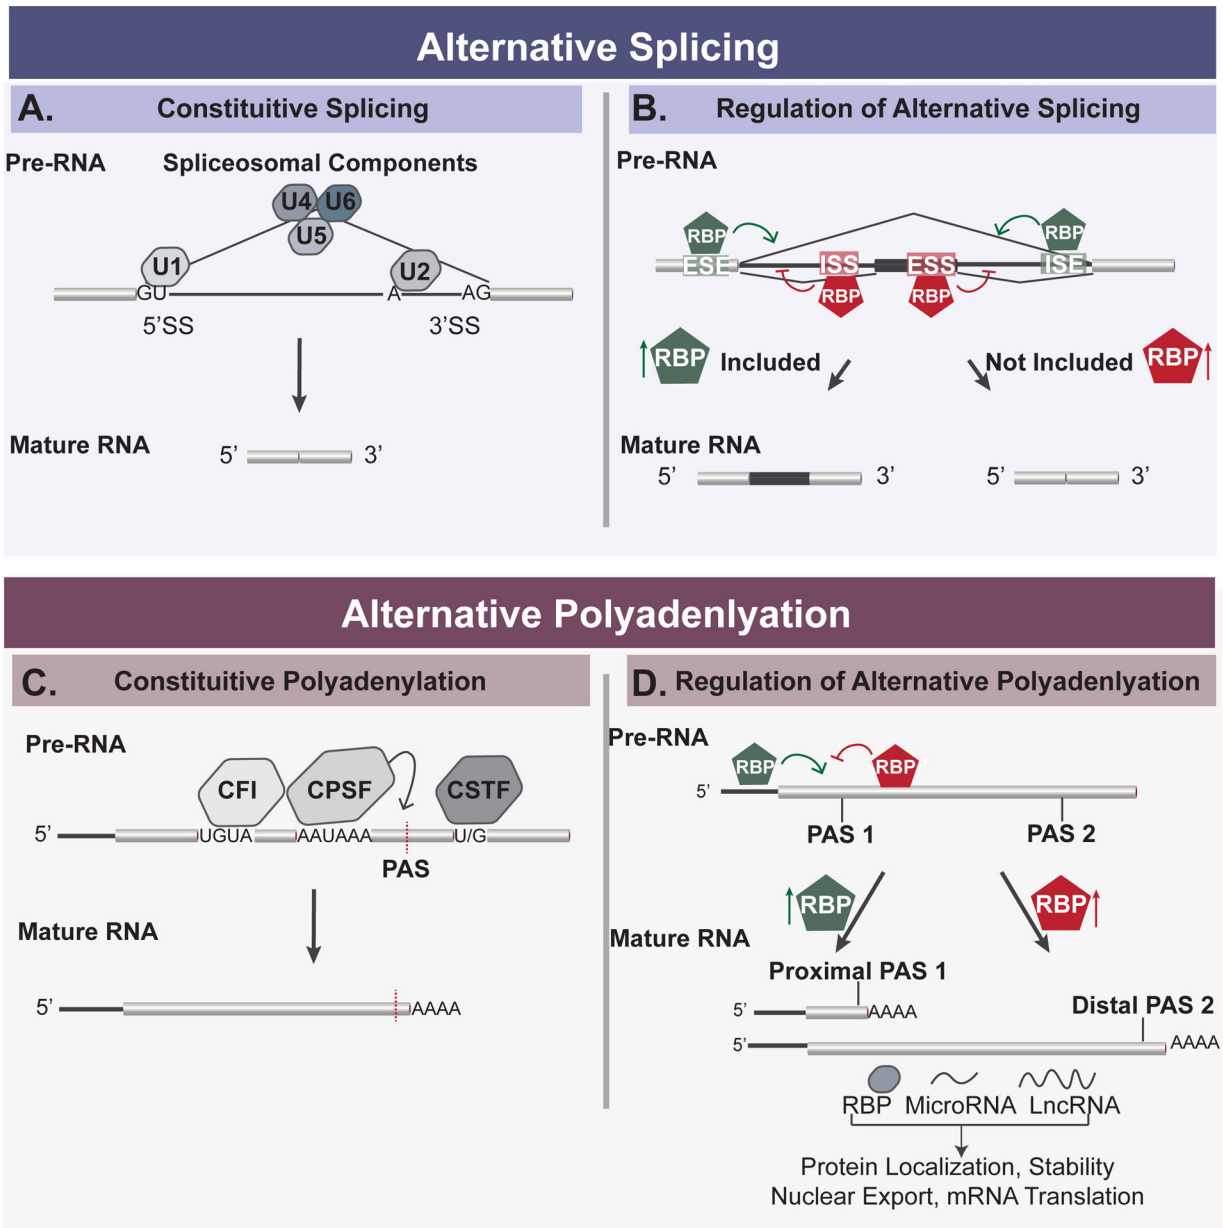 Alternative Splicing
A. Constituitive Splicing
Pre-RNA Spliceosomal Components
U4 U6
U5
U1
U2
GU A AG
5’SS 3’SS
Mature RNA 5’ 3’
B. Regulation of Alternative Splicing
Pre-RNA
RBP RBP
ESE ISS ESS ISE
RBP RBP
RBP Included Not Included RBP
Mature RNA
5’ 3’ 5’ 3’
Alternative Polyadenlyation
C. Constituitive Polyadenylation
Pre-RNA
CFI CPSF CSTF
5’ UGUA AAUAAA U/G
PAS
Mature RNA
5’ AAAA
D. Regulation of Alternative Polyadenlyation
Pre-RNA
RBP RBP
5’
PAS 1 PAS 2
RBP RBP
Mature RNA
Proximal PAS 1
5’ AAAA
Distal PAS 2
5’ AAAA
RBP MicroRNA LncRNA
Protein Localization, Stability
Nuclear Export, mRNA Translation